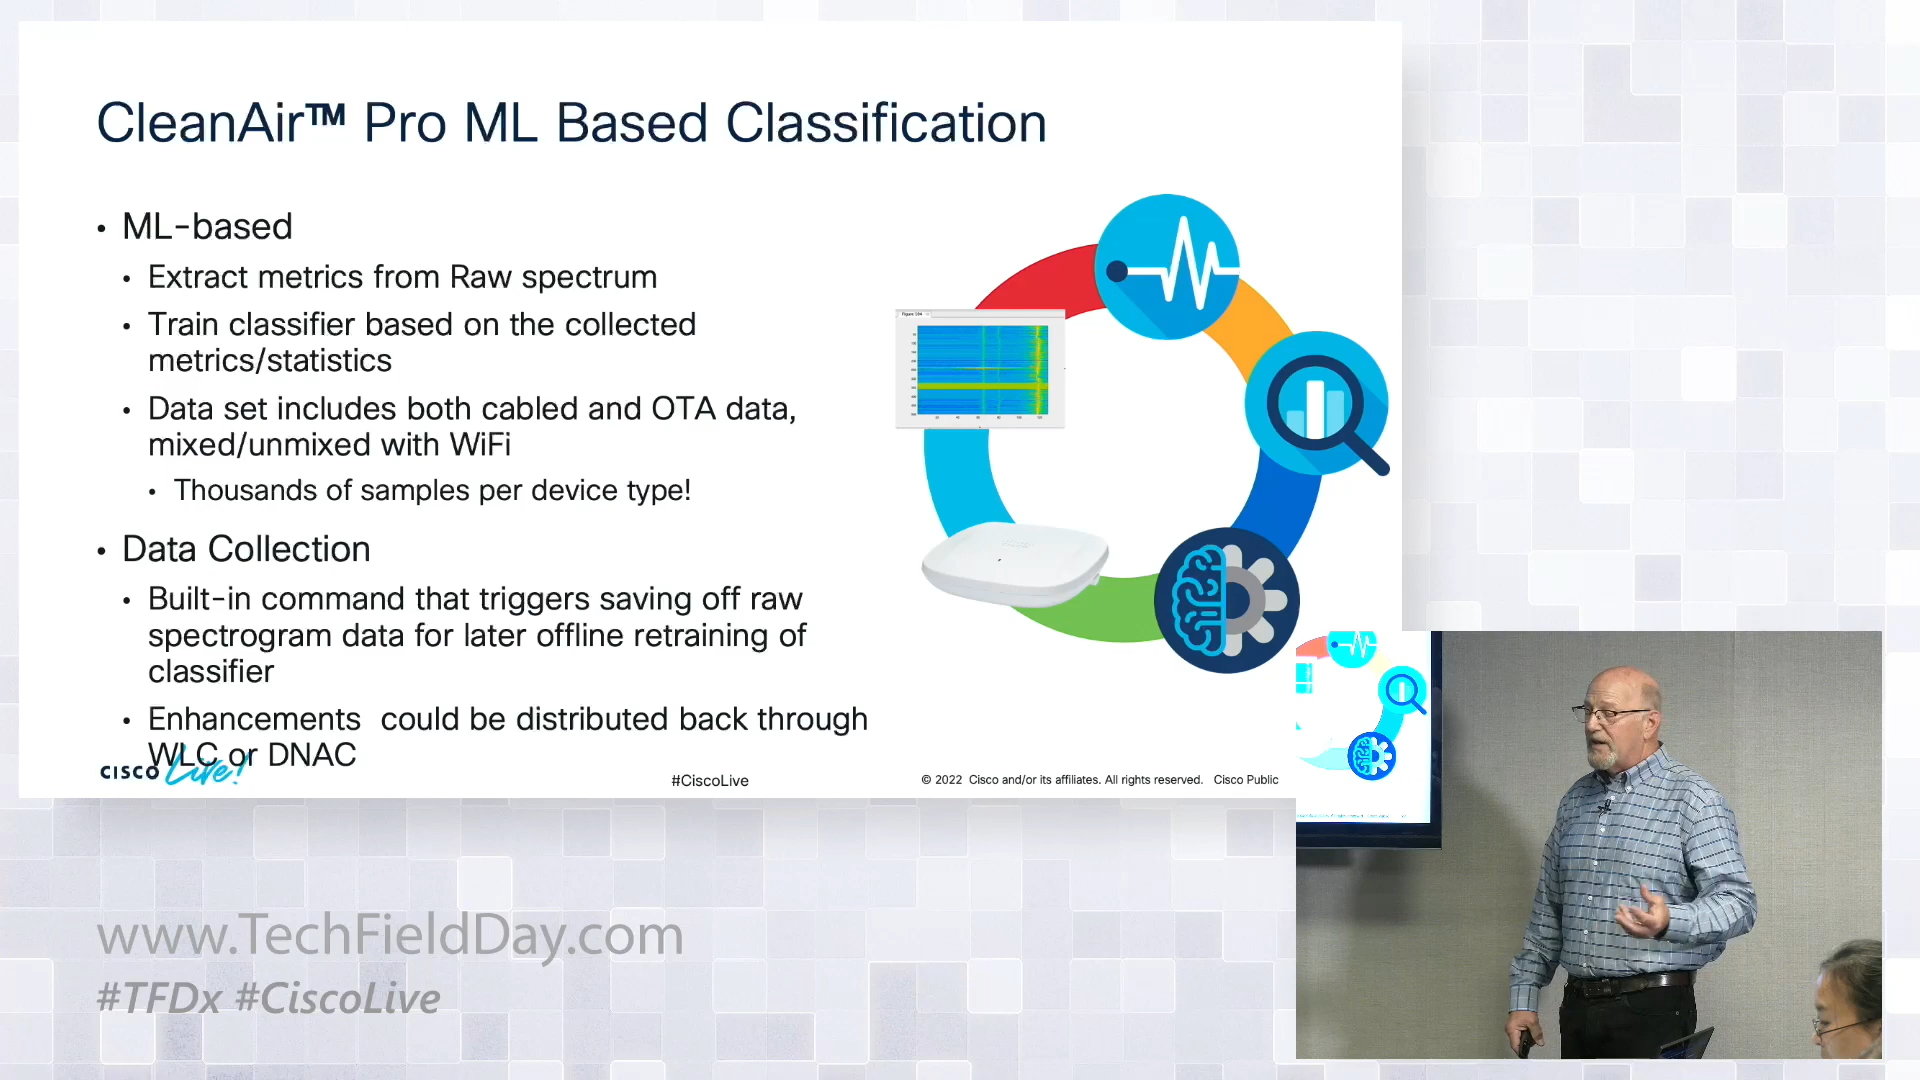 CleanAir™ Pro ML Based Classification
• ML-based
• Extract metrics from Raw spectrum
• Train classifier based on the collected
metrics/statistics
• Data set includes both cabled and OTA data,
mixed/unmixed with WiFi
• Thousands of samples per device type!
• Data Collection
• Built-in command that triggers saving off raw
spectrogram data for later offline retraining of
classifier
• Enhancements  could be distributed back through
WLC or DNAC
CISCO Live!
#CiscoLive
© 2022 Cisco and/or its affiliates. All rights reserved. Cisco Public
www.TechFieldDay.com
#TFDx #CiscoLive